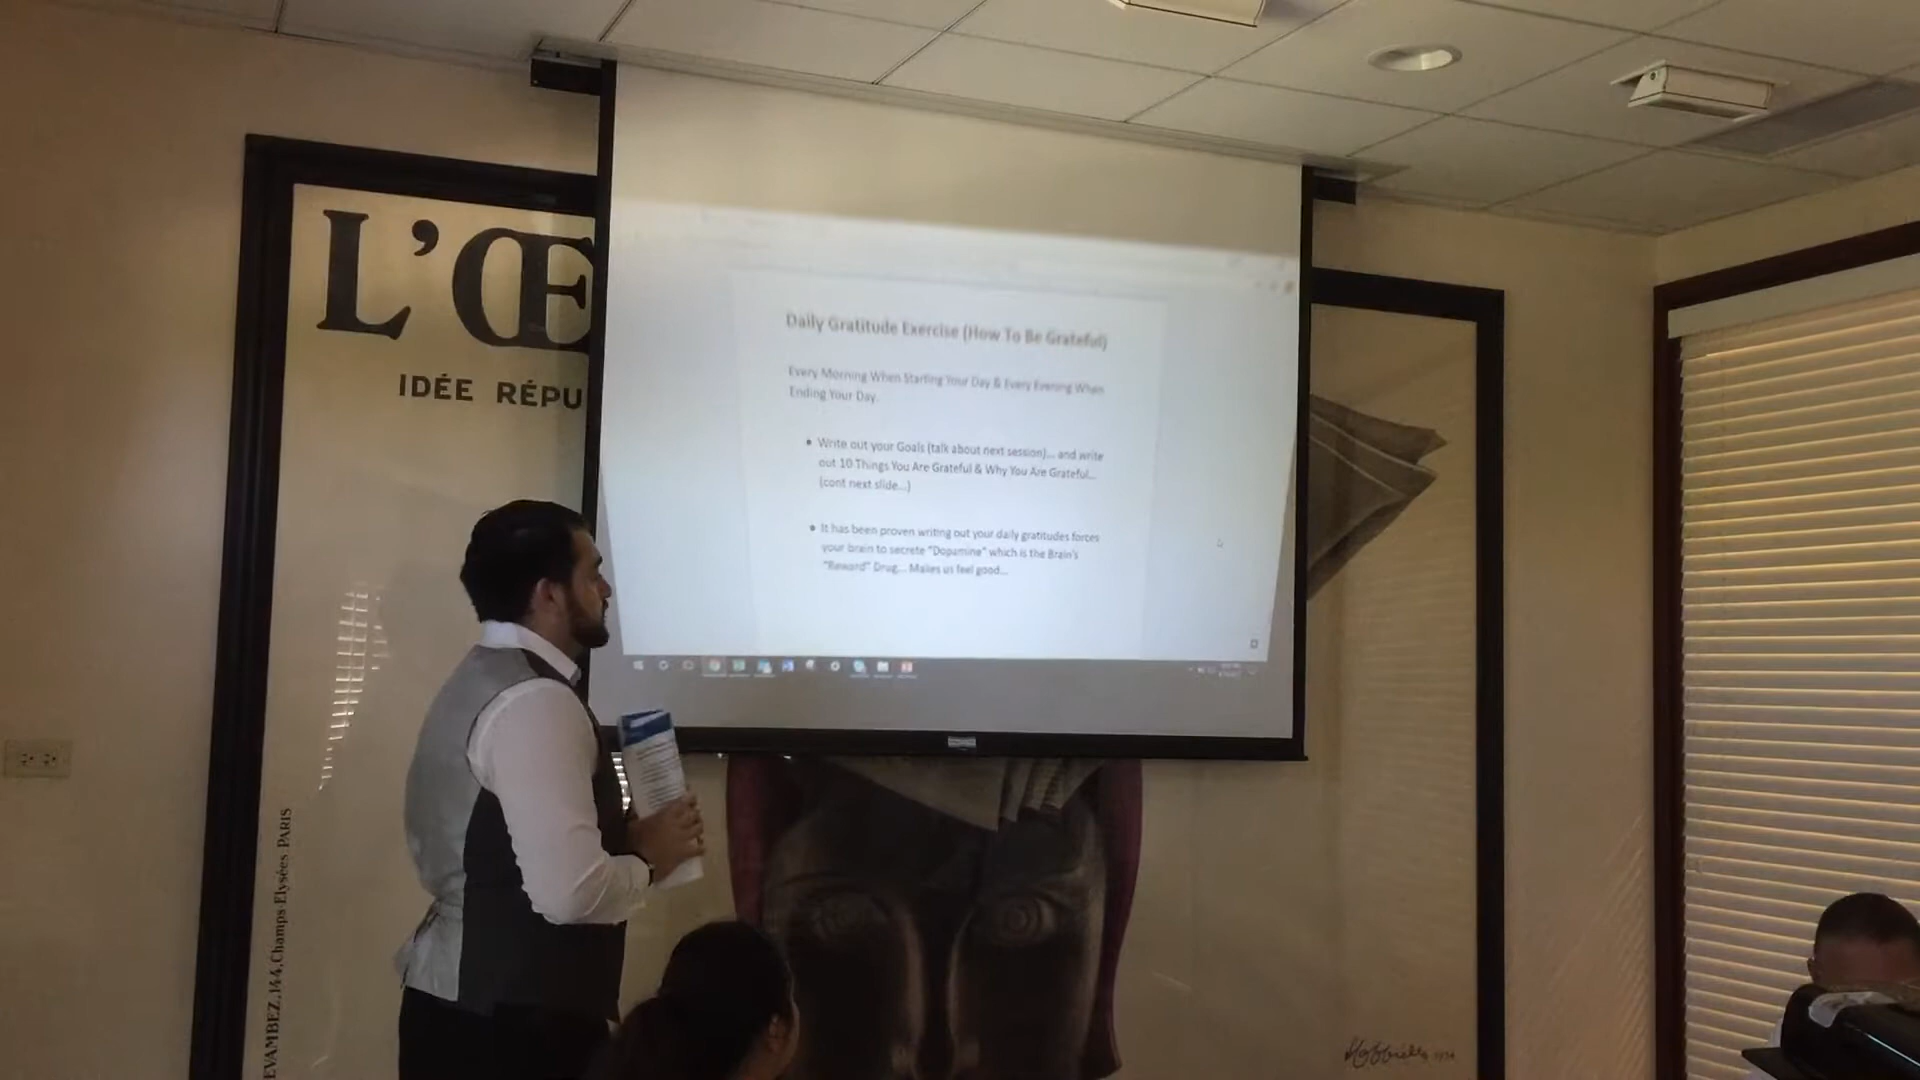 L'Œ
IDÉE RÉPU
Daily Gratitude Exercise (How To Be Grateful)
Every Morning When Starting Your Day & Every Evening When
Ending Your Day.
• Write out your Goals (talk about next session)... and write
out 10 Things You Are Grateful & Why You Are Grateful...
(cont next slide...)
• It has been proven writing out your daily gratitudes forces
your brain to secrete "Dopamine" which is the Brain's
"Reward" Drug... Makes us feel good...
EVAMBEZ, 144, Champs-Elysées PARIS